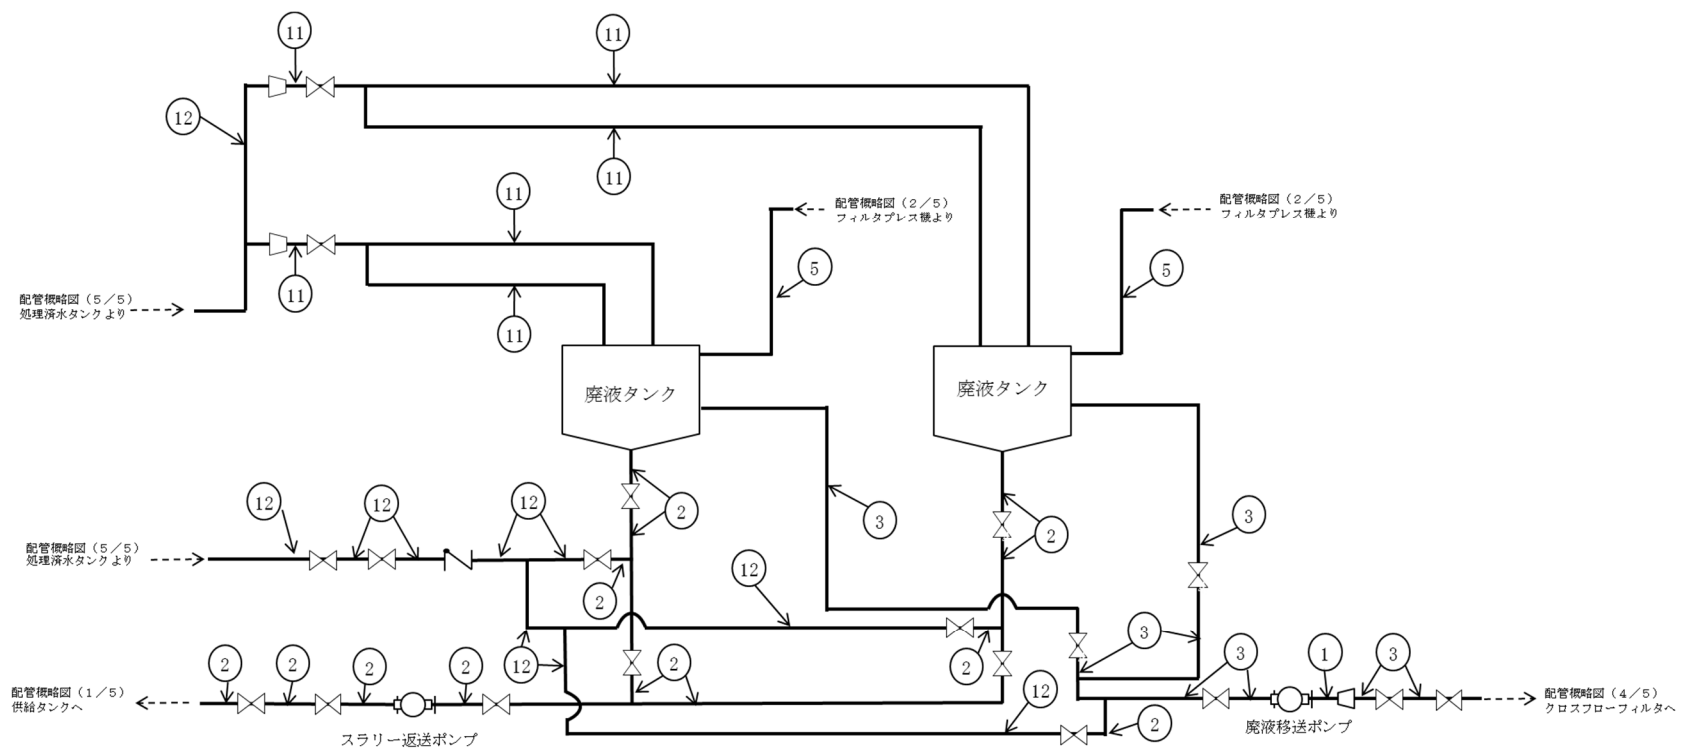 11
11
12
11
11
配管概略図（２／５）
フィルタプレス機より
配管概略図（２／５）
フィルタプレス機より
5
5
11
配管概略図（５／５）
処理済水タンクより
11
廃液タンク
廃液タンク
12
12
12
2
3
2
3
配管概略図（５／５）
処理済水タンクより
12
2
3
2
2
2
2
12
2
2
3
1
3
配管概略図（１／５）
供給タンクへ
12
2
配管概略図（４／５）
クロスフローフィルタへ
スラリー返送ポンプ
廃液移送ポンプ